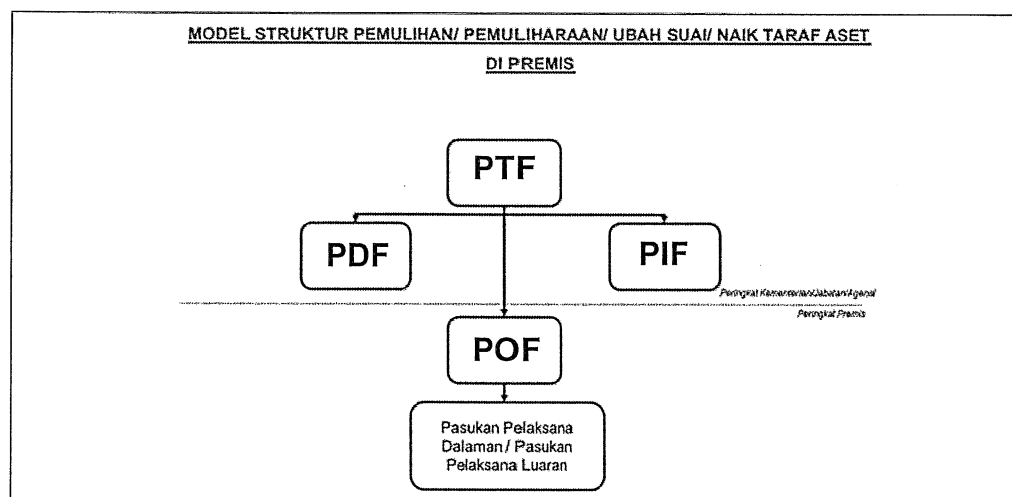 MODEL STRUKTUR PEMULIHAN/ PEMULIHARAAN/ UBAH SUAI/ NAIK TARAF ASET
DI PREMIS
PTF
PDF
PIF
Peringkat Kementerian/Jabatan/Agensi
Peringkat Premis
POF
Pasukan Pelaksana
Dalaman / Pasukan
Pelaksana Luaran